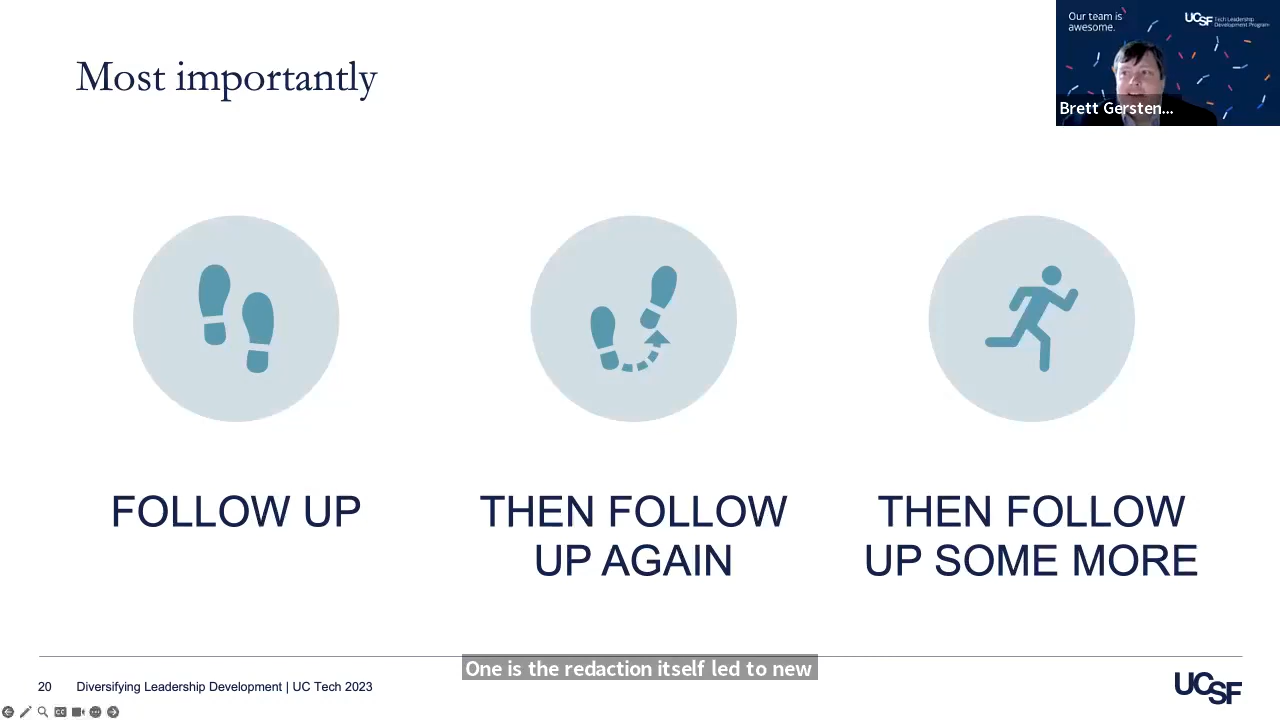 Most importantly
Our team is
awesome.
UCSF Tech Leadership
Development Program
Brett Gersten...
FOLLOW UP
THEN FOLLOW
UP AGAIN
THEN FOLLOW
UP SOME MORE
One is the redaction itself led to new
20 Diversifying Leadership Development | UC Tech 2023
UCSF
CC